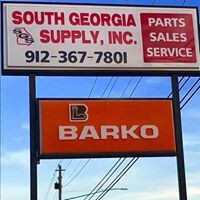 SOUTH GEORGIA
SUPPLY, INC.
912-367-7801
PARTS
SALES
SERVICE
BARKO